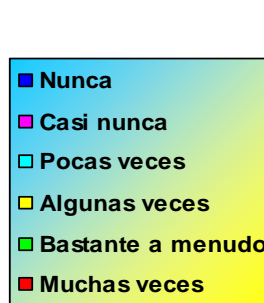 Nunca
Casi nunca
Pocas veces
Algunas veces
Bastante a menudo
Muchas veces